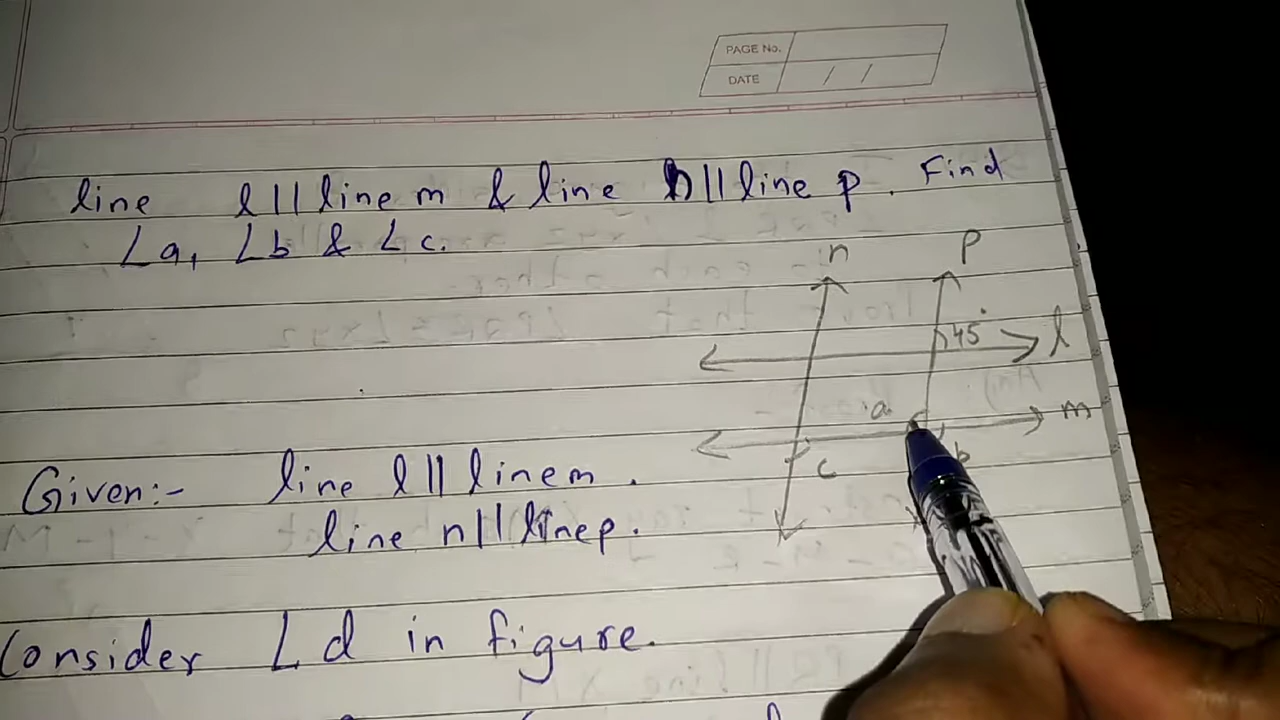 PAGE No.
DATE / /
line l || line m & line n || line p. Find
∠a, ∠b & ∠c.
n p
45° l
a m
c b
Given:- line l || line m.
line n || line p.
Consider ∠d in figure.